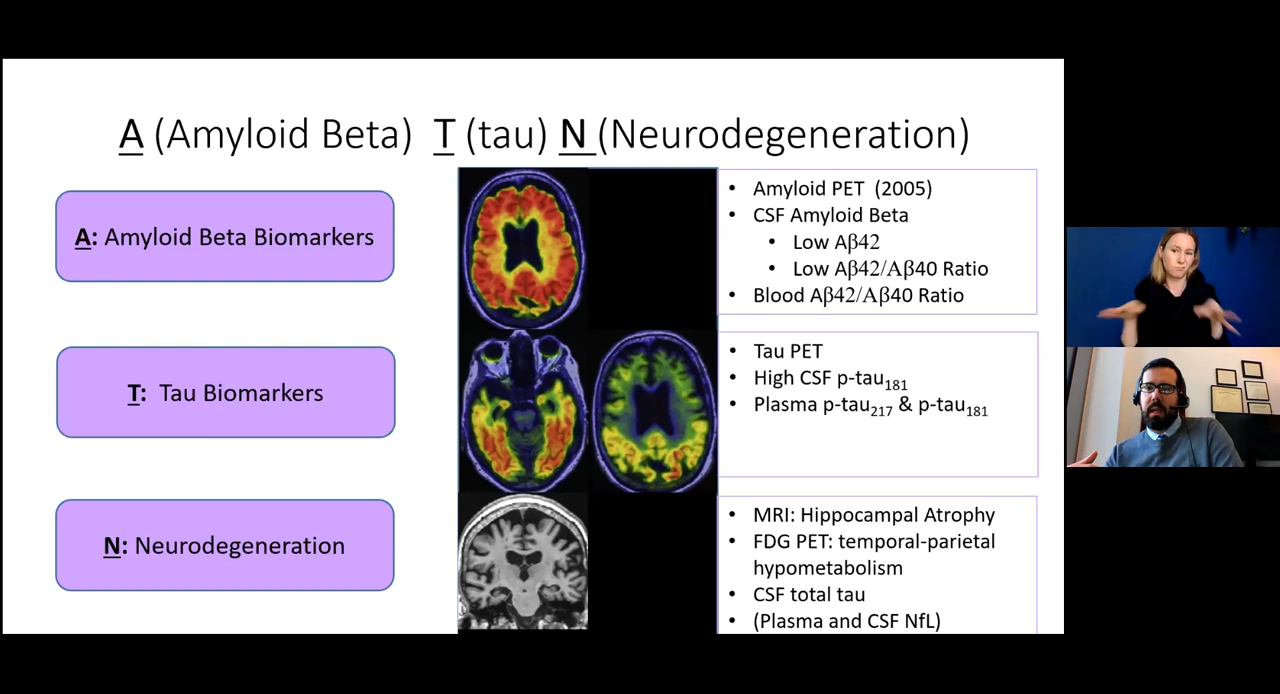 A (Amyloid Beta) T (tau) N (Neurodegeneration)
A: Amyloid Beta Biomarkers
• Amyloid PET (2005)
• CSF Amyloid Beta
• Low Aβ42
• Low Aβ42/Aβ40 Ratio
• Blood Aβ42/Aβ40 Ratio
T: Tau Biomarkers
• Tau PET
• High CSF p-tau181
• Plasma p-tau217 & p-tau181
N: Neurodegeneration
• MRI: Hippocampal Atrophy
• FDG PET: temporal-parietal
hypometabolism
• CSF total tau
• (Plasma and CSF NfL)